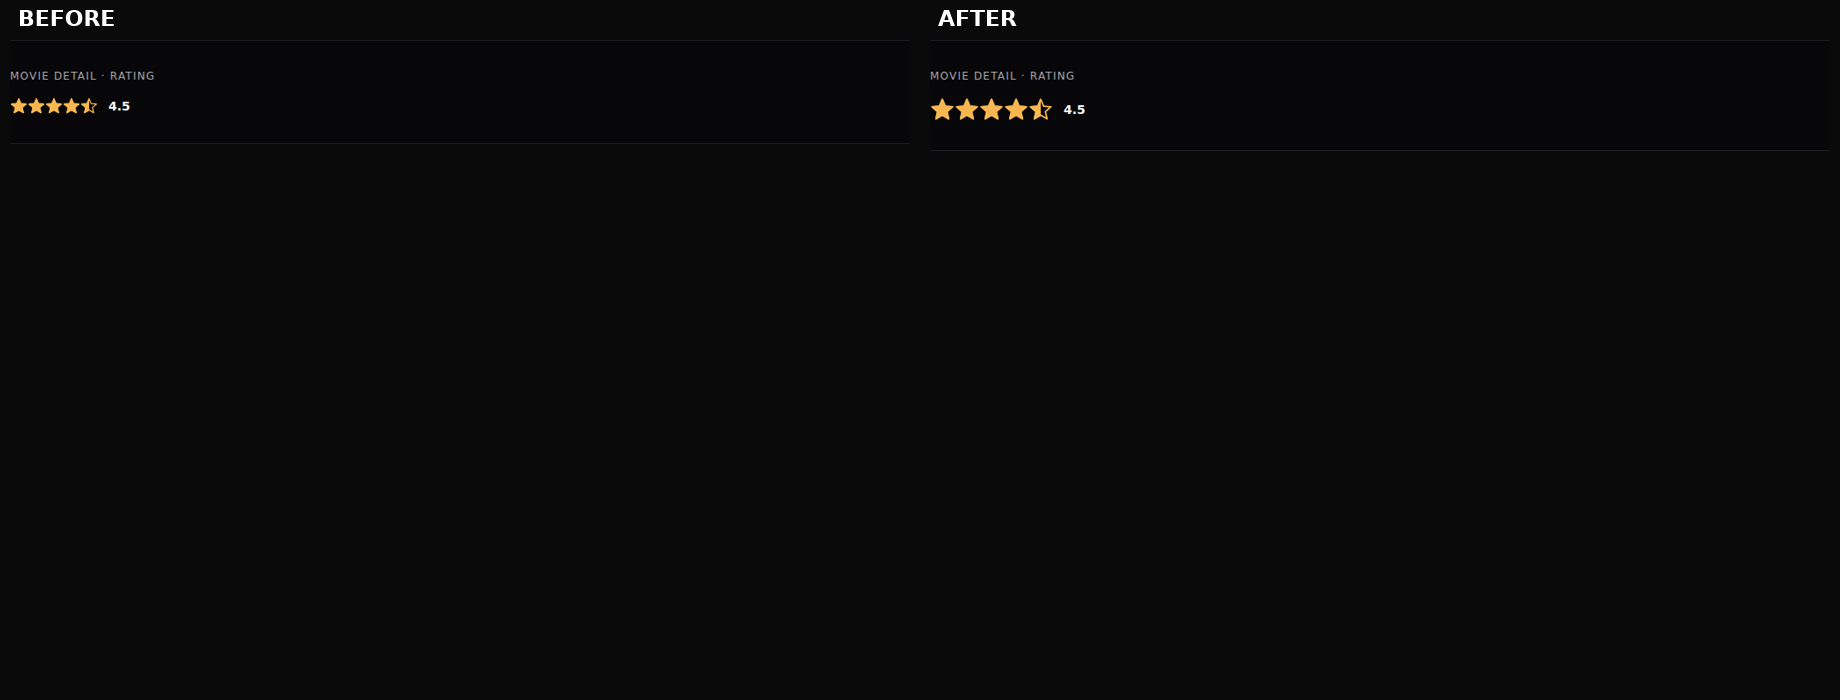 BEFORE
MOVIE DETAIL · RATING
4.5
AFTER
MOVIE DETAIL · RATING
4.5